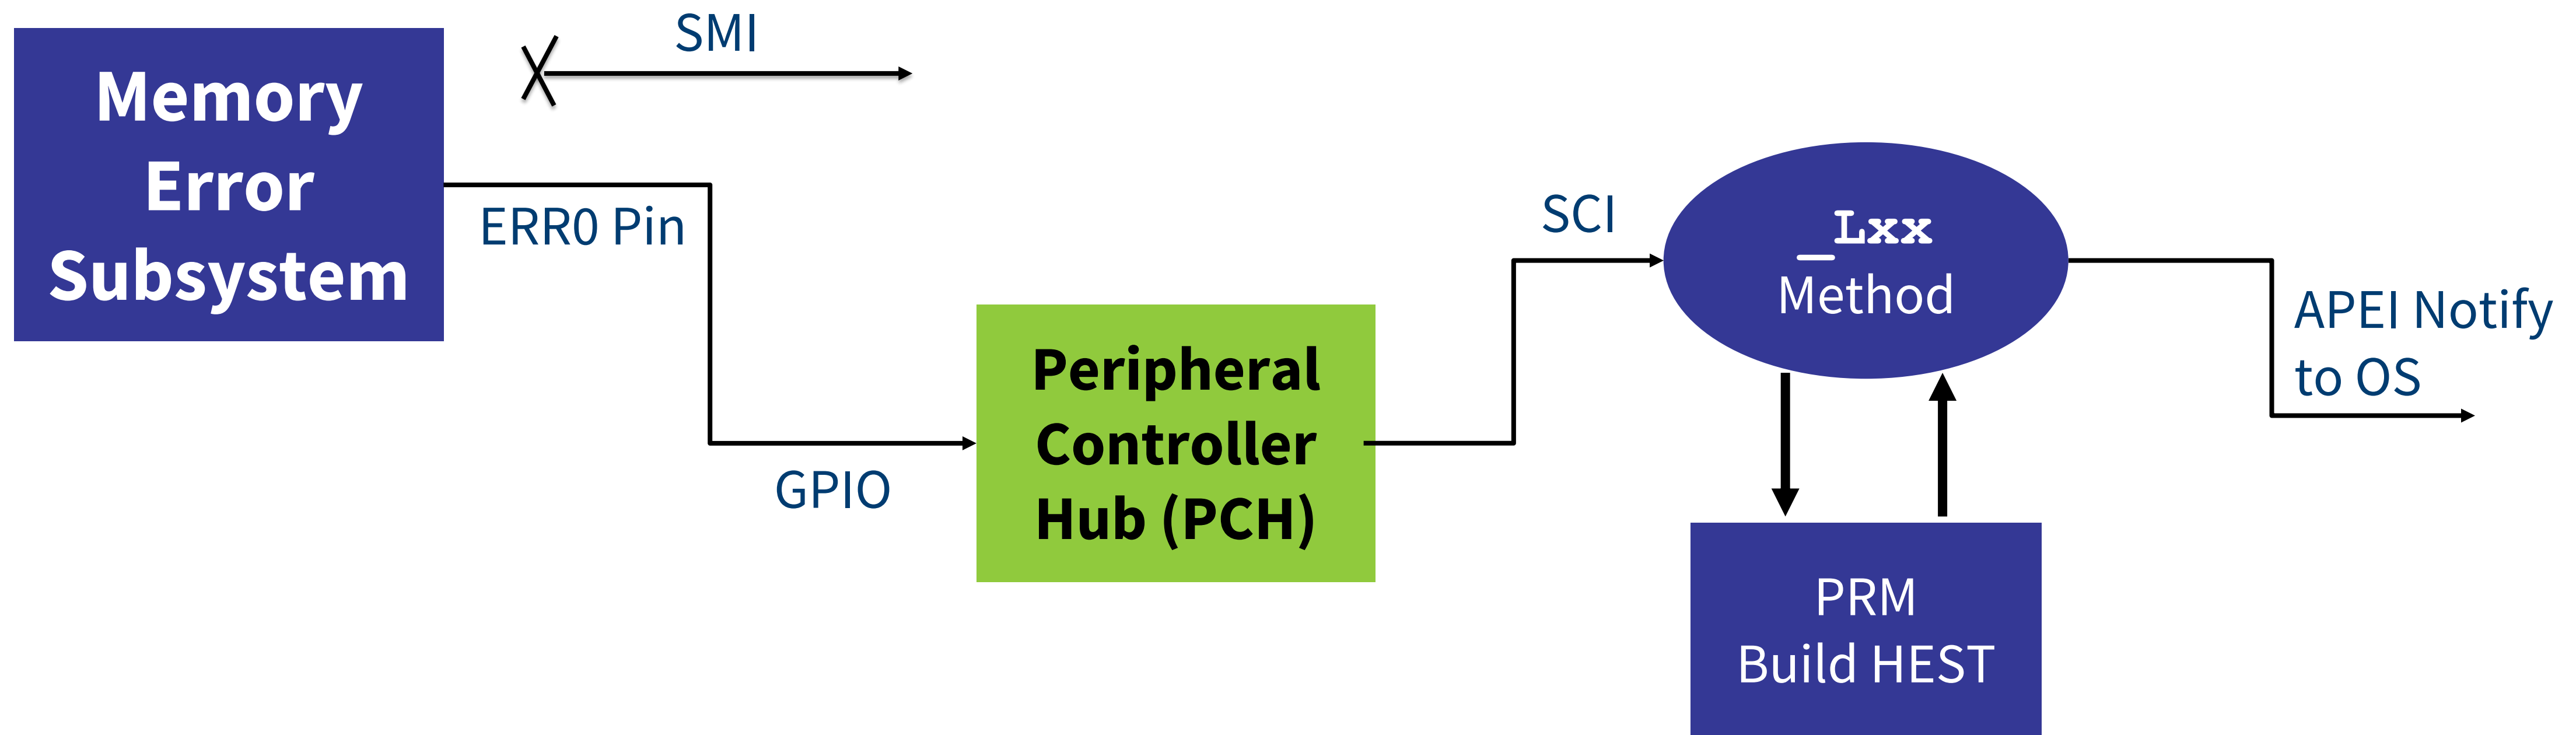 Memory
Error
Subsystem
SMI
ERR0 Pin
GPIO
Peripheral
Controller
Hub (PCH)
SCI
_Lxx
Method
PRM
Build HEST
APEI Notify
to OS